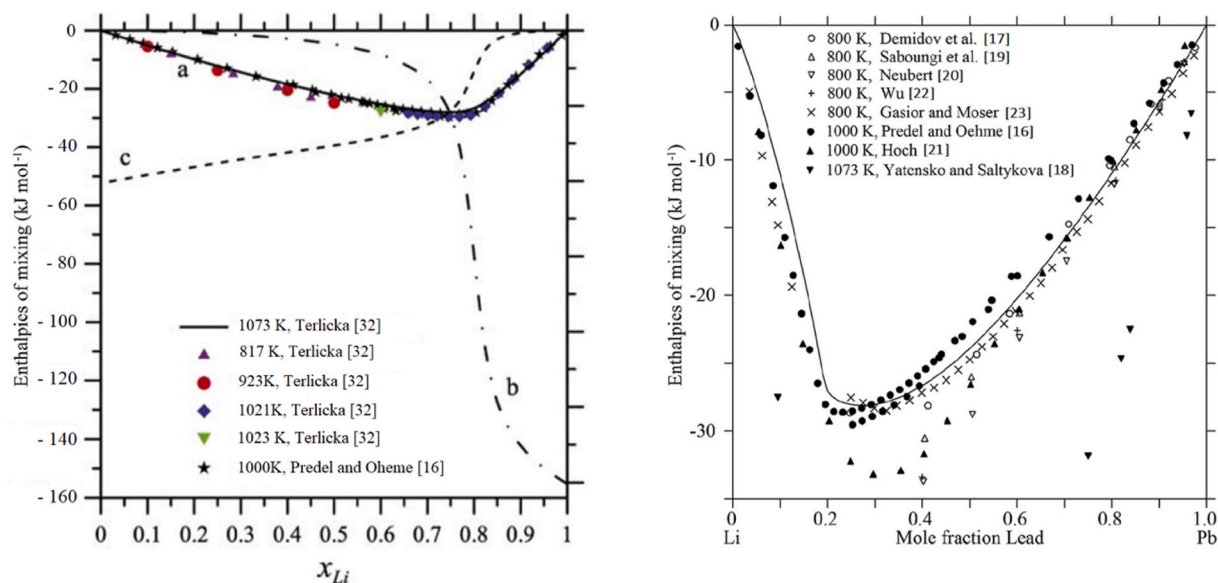 Enthalpies of mixing (kJ mol⁻¹)
0
- 20
- 40
- 60
- 80
- 100
- 120
- 140
- 160
a
c
b
1073 K, Terlicka [32]
817 K, Terlicka [32]
923K, Terlicka [32]
1021K, Terlicka [32]
1023 K, Terlicka [32]
1000K, Predel and Oheme [16]
0 0.1 0.2 0.3 0.4 0.5 0.6 0.7 0.8 0.9 1
xLi
Enthalpies of mixing (kJ mol⁻¹)
0
-10
-20
-30
800 K, Demidov et al. [17]
800 K, Saboungi et al. [19]
800 K, Neubert [20]
800 K, Wu [22]
800 K, Gasior and Moser [23]
1000 K, Predel and Oehme [16]
1000 K, Hoch [21]
1073 K, Yatensko and Saltykova [18]
0 0.2 0.4 0.6 0.8 1.0
Li Mole fraction Lead Pb